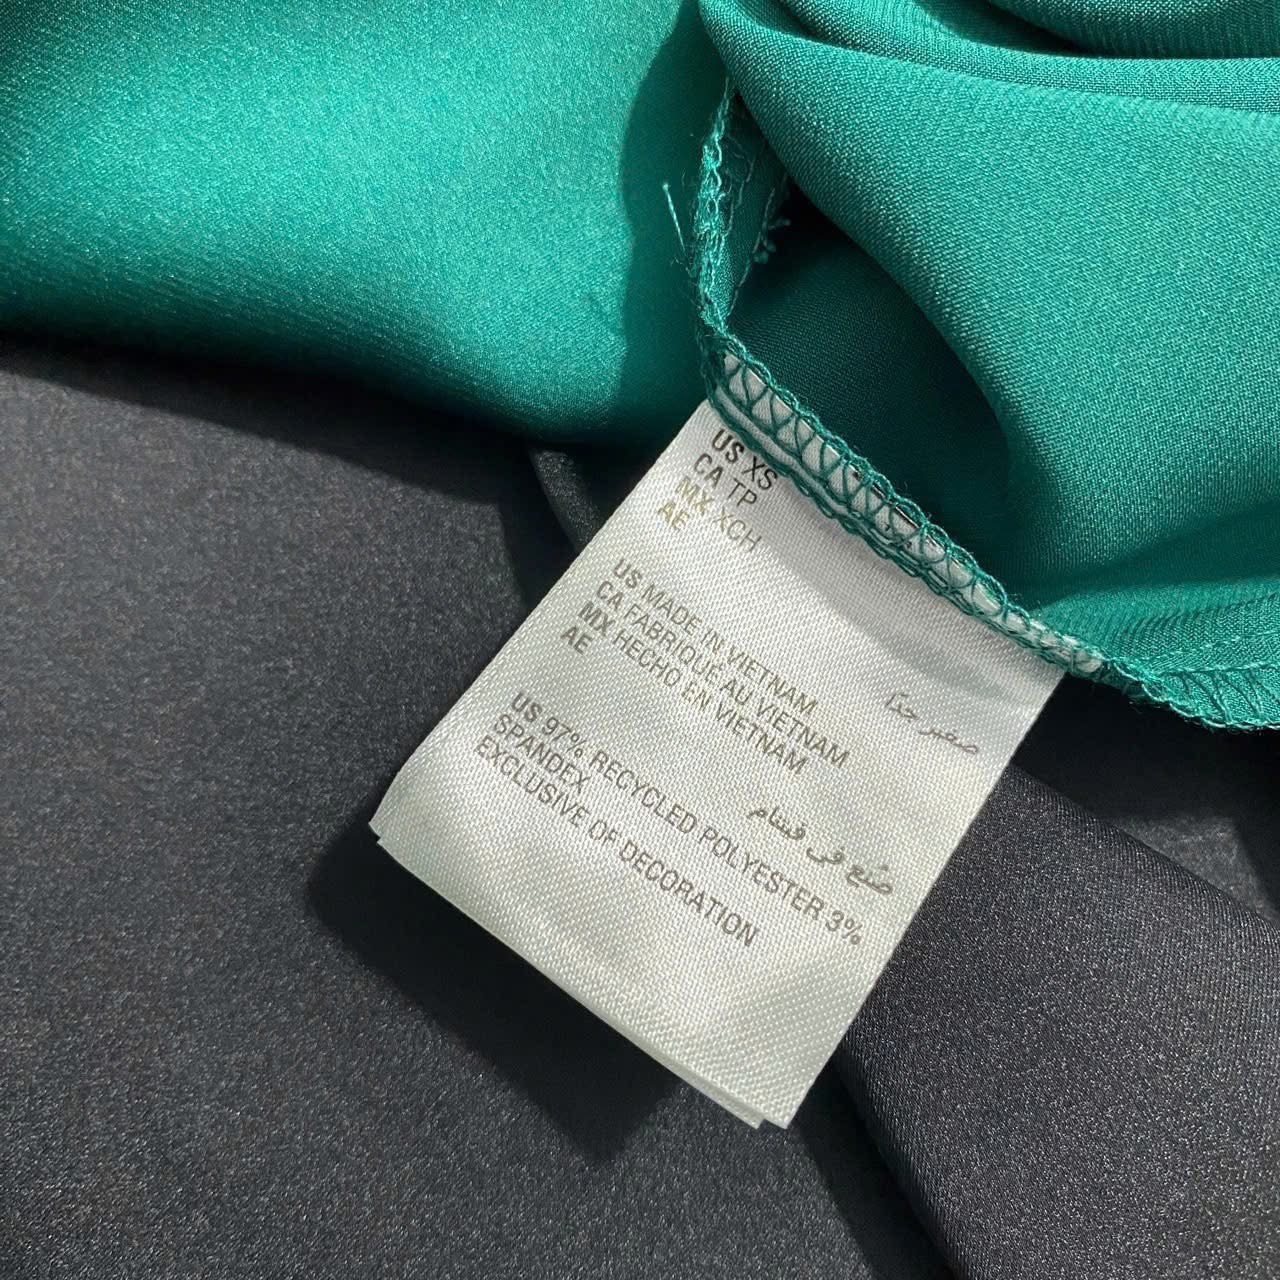 US XS
CA TP
MX XCH
AE صغير جداً
US MADE IN VIETNAM
CA FABRIQUÉ AU VIETNAM
MX HECHO EN VIETNAM
AE صُنع في فيتنام
US 97% RECYCLED POLYESTER 3%
SPANDEX
EXCLUSIVE OF DECORATION